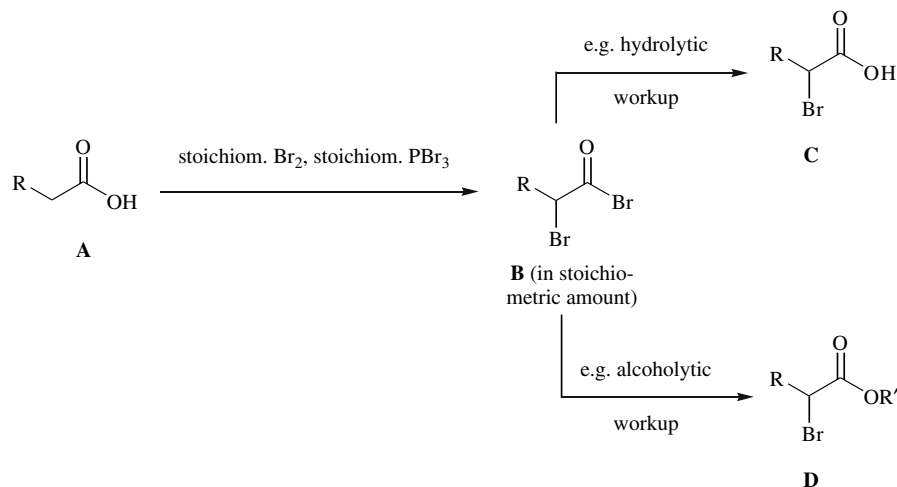 e.g. hydrolytic
workup
R
O
OH
Br
C
R
O
OH
A
stoichiom. Br₂, stoichiom. PBr₃
R
O
Br
Br
B (in stoichio-
metric amount)
e.g. alcoholytic
workup
R
O
OR′
Br
D